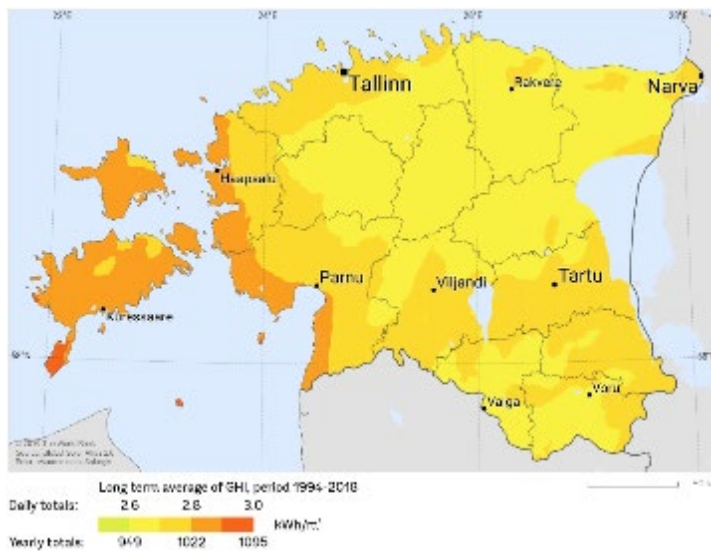 Tallinn
Rakvere
Narva
Haapsalu
Parnu
Viljandi
Tartu
Kuressaare
Valga
Voru
Long term average of GHI, period 1994-2018
Daily totals: 2.6 2.8 3.0
kWh/m²
Yearly totals: 949 1022 1095